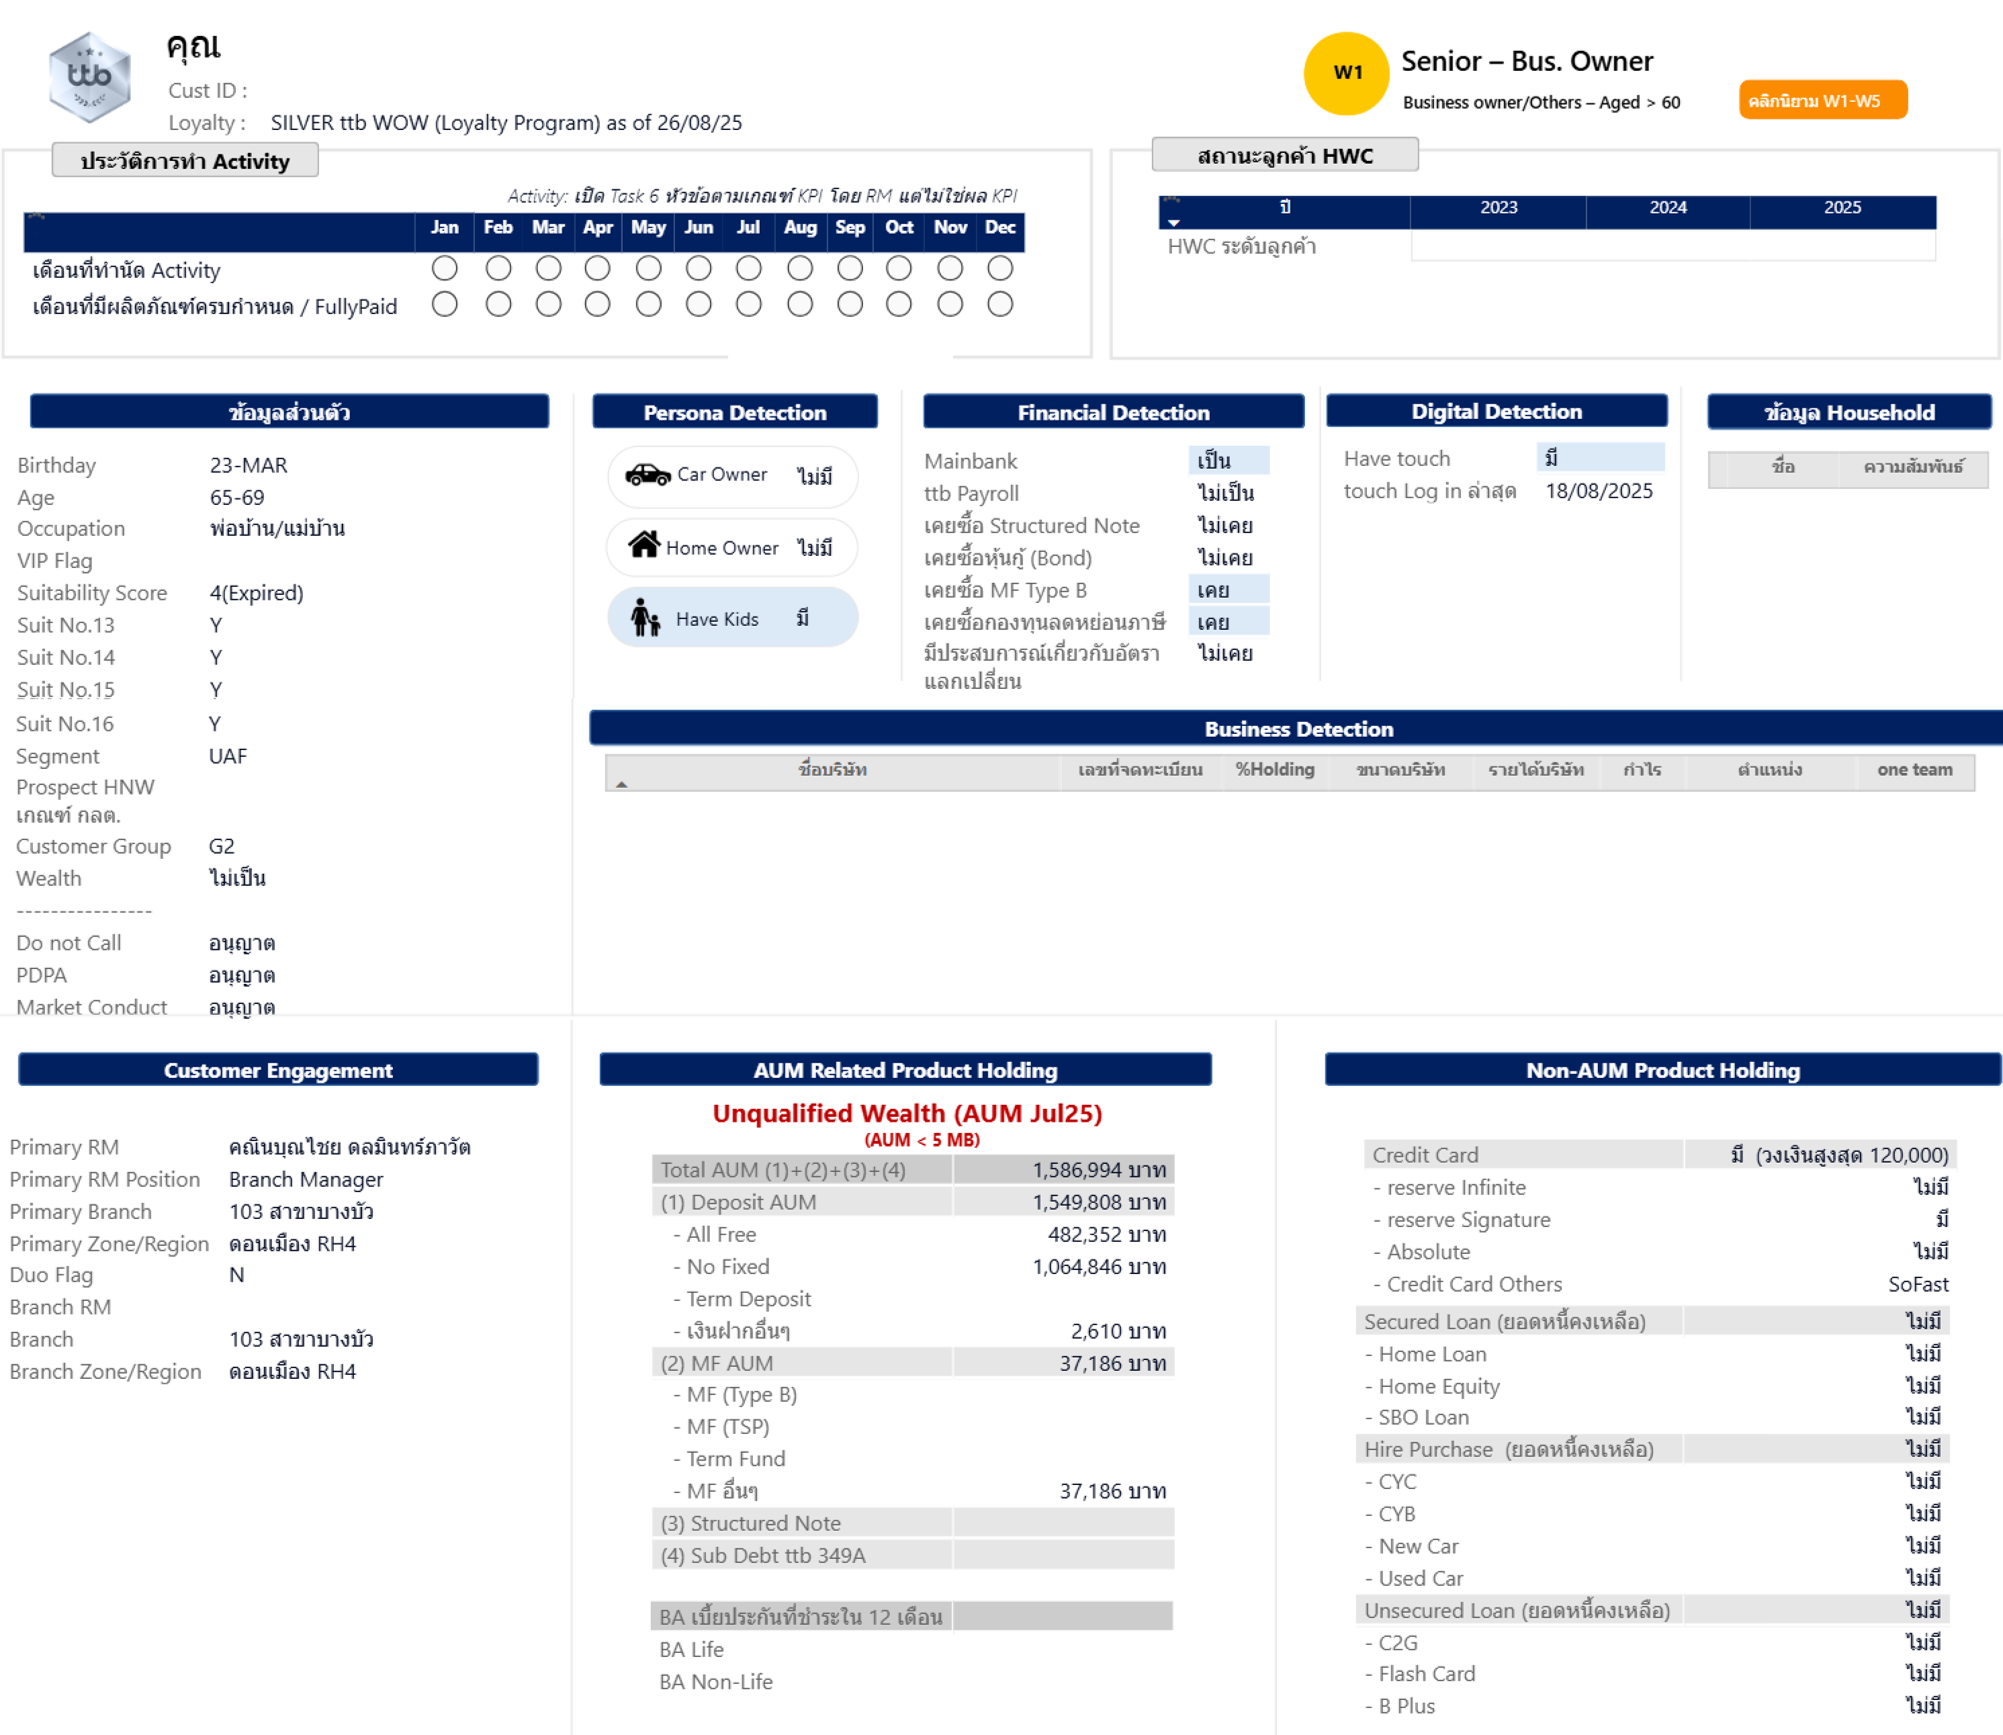 ttb
คุณ
Cust ID :
Loyalty : SILVER ttb WOW (Loyalty Program) as of 26/08/25
W1
Senior – Bus. Owner
Business owner/Others – Aged > 60
คลิกนิยาม W1-W5
ประวัติการทำ Activity
Activity: เปิด Task 6 หัวข้อตามเกณฑ์ KPI โดย RM แต่ไม่ใช่ผล KPI
Jan Feb Mar Apr May Jun Jul Aug Sep Oct Nov Dec
เดือนที่ทำนัด Activity
เดือนที่มีผลิตภัณฑ์ครบกำหนด / FullyPaid
สถานะลูกค้า HWC
ปี 2023 2024 2025
HWC ระดับลูกค้า
ข้อมูลส่วนตัว
Birthday 23-MAR
Age 65-69
Occupation พ่อบ้าน/แม่บ้าน
VIP Flag
Suitability Score 4(Expired)
Suit No.13 Y
Suit No.14 Y
Suit No.15 Y
Suit No.16 Y
Segment UAF
Prospect HNW
เกณฑ์ กลต.
Customer Group G2
Wealth ไม่เป็น
----------------
Do not Call อนุญาต
PDPA อนุญาต
Market Conduct อนุญาต
Persona Detection
Car Owner ไม่มี
Home Owner ไม่มี
Have Kids มี
Financial Detection
Mainbank เป็น
ttb Payroll ไม่เป็น
เคยซื้อ Structured Note ไม่เคย
เคยซื้อหุ้นกู้ (Bond) ไม่เคย
เคยซื้อ MF Type B เคย
เคยซื้อกองทุนลดหย่อนภาษี เคย
มีประสบการณ์เกี่ยวกับอัตรา ไม่เคย
แลกเปลี่ยน
Digital Detection
Have touch มี
touch Log in ล่าสุด 18/08/2025
ข้อมูล Household
ชื่อ ความสัมพันธ์
Business Detection
ชื่อบริษัท เลขที่จดทะเบียน %Holding ขนาดบริษัท รายได้บริษัท กำไร ตำแหน่ง one team
Customer Engagement
Primary RM คณินบุณไชย ดลมินทร์ภาวัต
Primary RM Position Branch Manager
Primary Branch 103 สาขาบางบัว
Primary Zone/Region ดอนเมือง RH4
Duo Flag N
Branch RM
Branch 103 สาขาบางบัว
Branch Zone/Region ดอนเมือง RH4
AUM Related Product Holding
Unqualified Wealth (AUM Jul25)
(AUM < 5 MB)
Total AUM (1)+(2)+(3)+(4) 1,586,994 บาท
(1) Deposit AUM 1,549,808 บาท
- All Free 482,352 บาท
- No Fixed 1,064,846 บาท
- Term Deposit
- เงินฝากอื่นๆ 2,610 บาท
(2) MF AUM 37,186 บาท
- MF (Type B)
- MF (TSP)
- Term Fund
- MF อื่นๆ 37,186 บาท
(3) Structured Note
(4) Sub Debt ttb 349A
BA เบี้ยประกันที่ชำระใน 12 เดือน
BA Life
BA Non-Life
Non-AUM Product Holding
Credit Card มี (วงเงินสูงสุด 120,000)
- reserve Infinite ไม่มี
- reserve Signature มี
- Absolute ไม่มี
- Credit Card Others SoFast
Secured Loan (ยอดหนี้คงเหลือ) ไม่มี
- Home Loan ไม่มี
- Home Equity ไม่มี
- SBO Loan ไม่มี
Hire Purchase (ยอดหนี้คงเหลือ) ไม่มี
- CYC ไม่มี
- CYB ไม่มี
- New Car ไม่มี
- Used Car ไม่มี
Unsecured Loan (ยอดหนี้คงเหลือ) ไม่มี
- C2G ไม่มี
- Flash Card ไม่มี
- B Plus ไม่มี